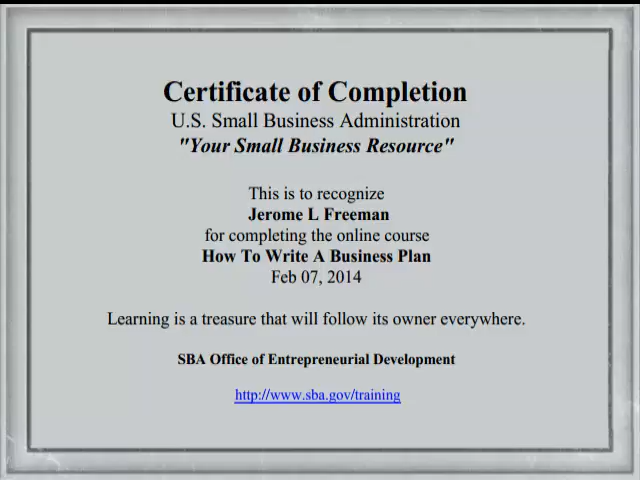 Certificate of Completion
U.S. Small Business Administration
"Your Small Business Resource"
This is to recognize
Jerome L Freeman
for completing the online course
How To Write A Business Plan
Feb 07, 2014
Learning is a treasure that will follow its owner everywhere.
SBA Office of Entrepreneurial Development
http://www.sba.gov/training